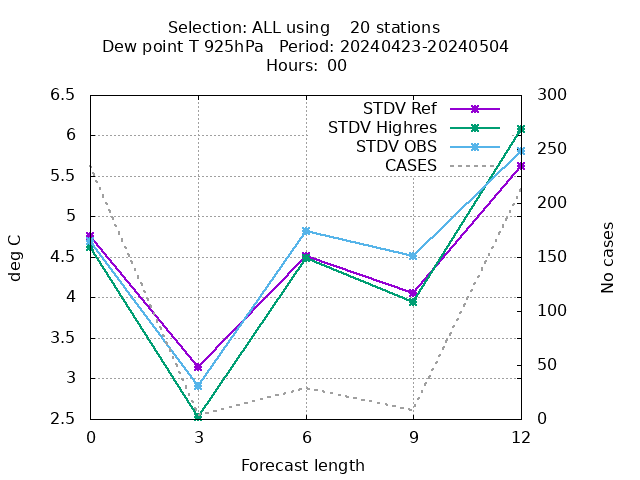 Selection: ALL using    20 stations
Dew point T 925hPa   Period: 20240423-20240504
Hours: 00
STDV Ref
STDV Highres
STDV OBS
CASES
6.5
6
5.5
5
4.5
4
3.5
3
2.5
deg C
300
250
200
150
100
50
0
No cases
0 3 6 9 12
Forecast length